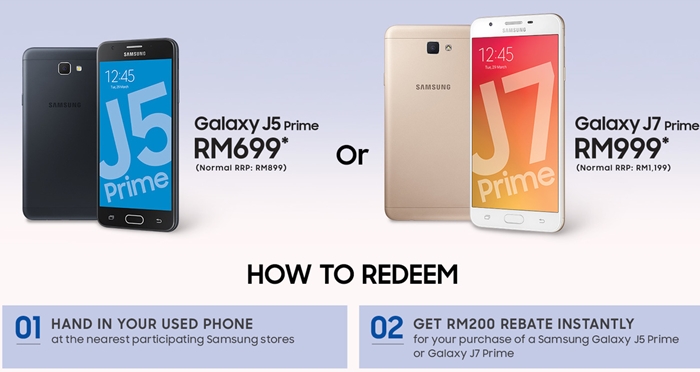 SAMSUNG
SAMSUNG
12:45
J5
Prime
Galaxy J5 Prime
RM699*
(Normal RRP: RM899)
or
SAMSUNG
SAMSUNG
12:45
J7
Prime
Galaxy J7 Prime
RM999*
(Normal RRP: RM1,199)
HOW TO REDEEM
01 HAND IN YOUR USED PHONE
at the nearest participating Samsung stores
02 GET RM200 REBATE INSTANTLY
for your purchase of a Samsung Galaxy J5 Prime
or Galaxy J7 Prime